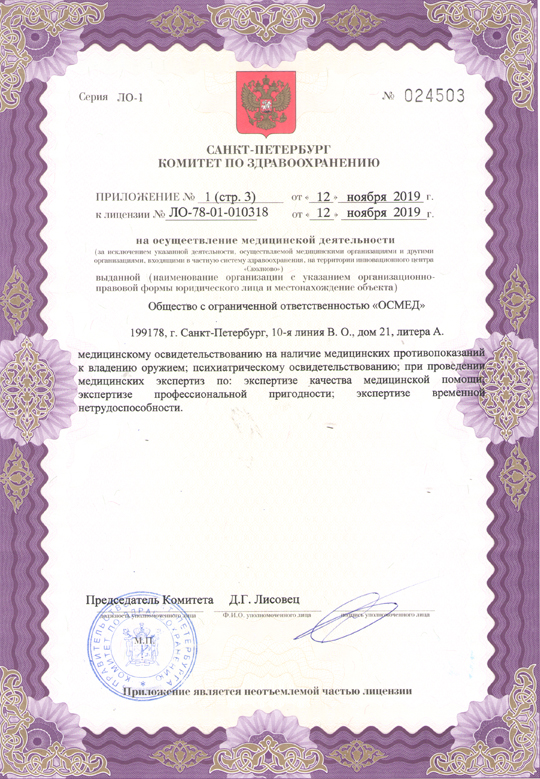 Серия ЛО-1 № 024503
САНКТ-ПЕТЕРБУРГ
КОМИТЕТ ПО ЗДРАВООХРАНЕНИЮ
ПРИЛОЖЕНИЕ № 1 (стр. 3) от « 12 » ноября 2019 г.
к лицензии № ЛО-78-01-010318 от « 12 » ноября 2019 г.
на осуществление медицинской деятельности
(за исключением указанной деятельности, осуществляемой медицинскими организациями и другими
организациями, входящими в частную систему здравоохранения, на территории инновационного центра
«Сколково»)
выданной (наименование организации с указанием организационно-
правовой формы юридического лица и местонахождение объекта)
Общество с ограниченной ответственностью «ОСМЕД»
199178, г. Санкт-Петербург, 10-я линия В. О., дом 21, литера А.
медицинскому освидетельствованию на наличие медицинских противопоказаний
к владению оружием; психиатрическому освидетельствованию; при проведении
медицинских экспертиз по: экспертизе качества медицинской помощи;
экспертизе профессиональной пригодности; экспертизе временной
нетрудоспособности.
Председатель Комитета Д.Г. Лисовец
должность уполномоченного лица Ф.И.О. уполномоченного лица подпись уполномоченного лица
М.П.
Приложение является неотъемлемой частью лицензии